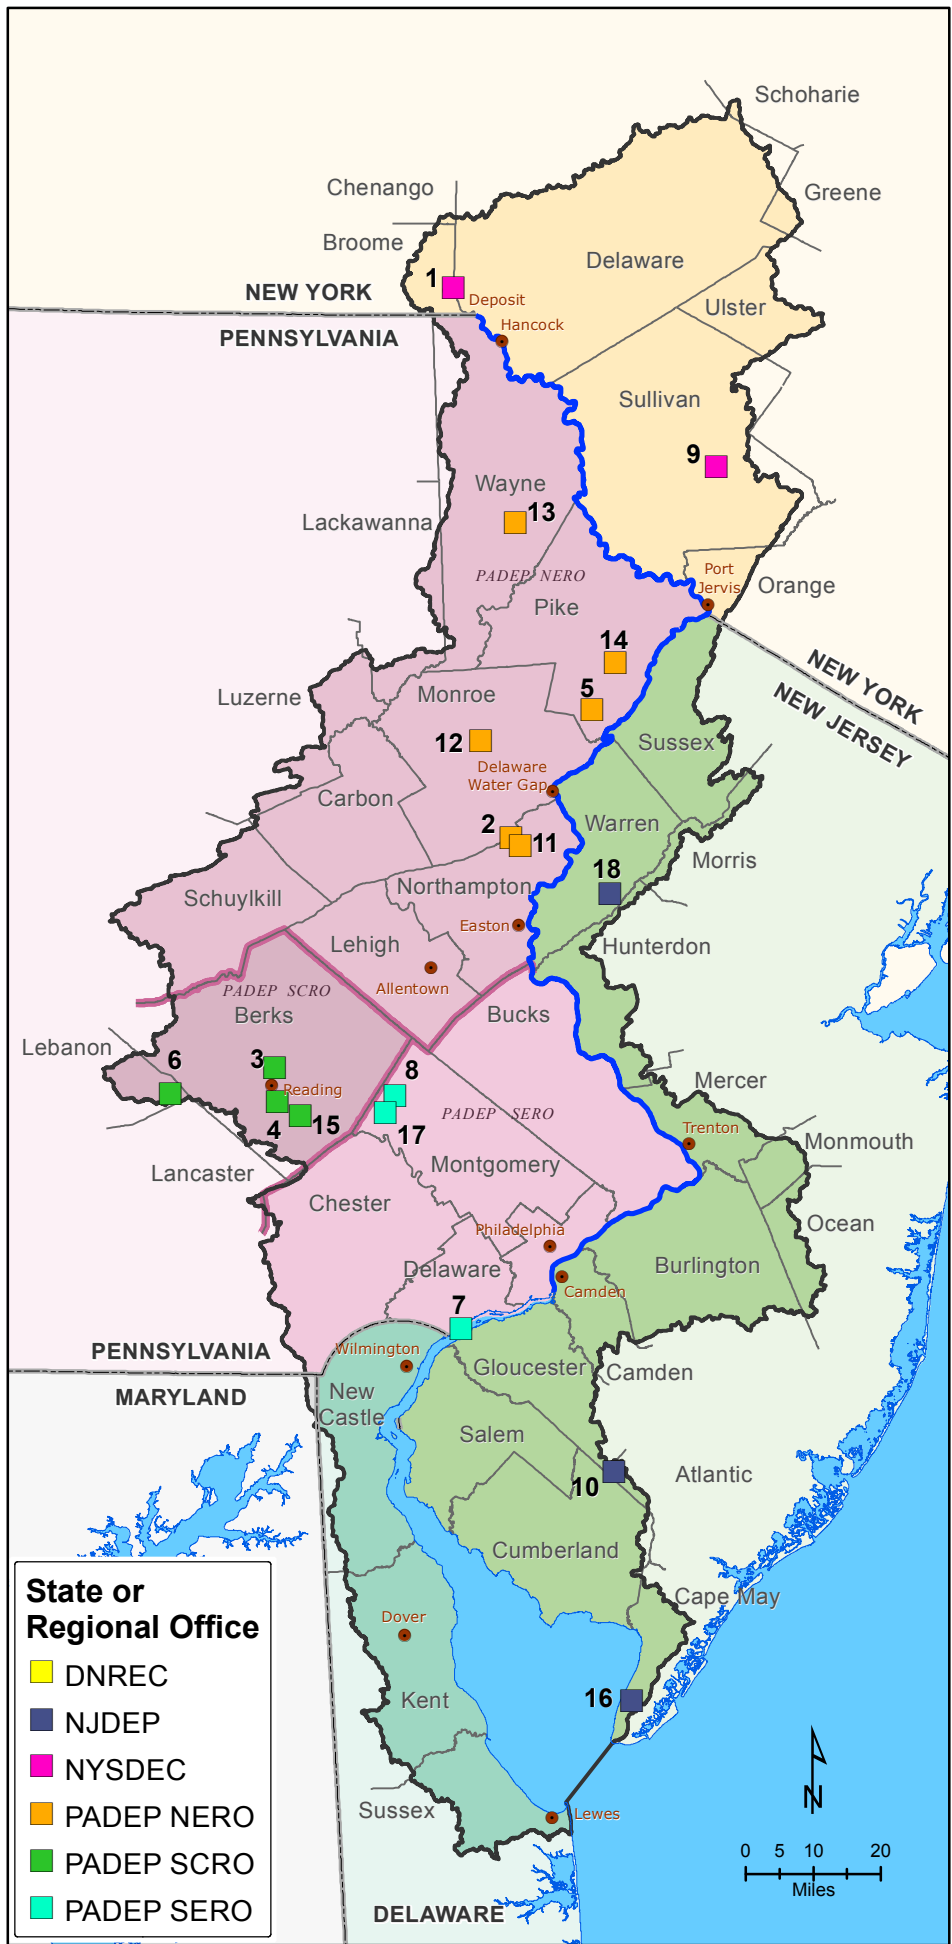 Schoharie
Chenango
Greene
Broome
Delaware
1
NEW YORK
Deposit
Ulster
PENNSYLVANIA
Hancock
Sullivan
9
Wayne
13
Lackawanna
PADEP NERO
Port
Jervis
Orange
Pike
14
NEW YORK
NEW JERSEY
Luzerne
Monroe
5
12
Sussex
Delaware
Water Gap
Carbon
2
11
Warren
Morris
18
Northampton
Schuylkill
Easton
Lehigh
Hunterdon
Allentown
PADEP SCRO
Berks
Bucks
Lebanon
6
3
8
Reading
Mercer
4
15
17
PADEP SERO
Trenton
Monmouth
Lancaster
Montgomery
Chester
Ocean
Philadelphia
Delaware
Burlington
Camden
7
PENNSYLVANIA
Wilmington
MARYLAND
Gloucester
Camden
New
Castle
Salem
10
Atlantic
Cumberland
Cape May
State or
Regional Office
DNREC
NJDEP
NYSDEC
PADEP NERO
PADEP SCRO
PADEP SERO
Dover
Kent
16
Sussex
Lewes
N
0 5 10 20
Miles
DELAWARE